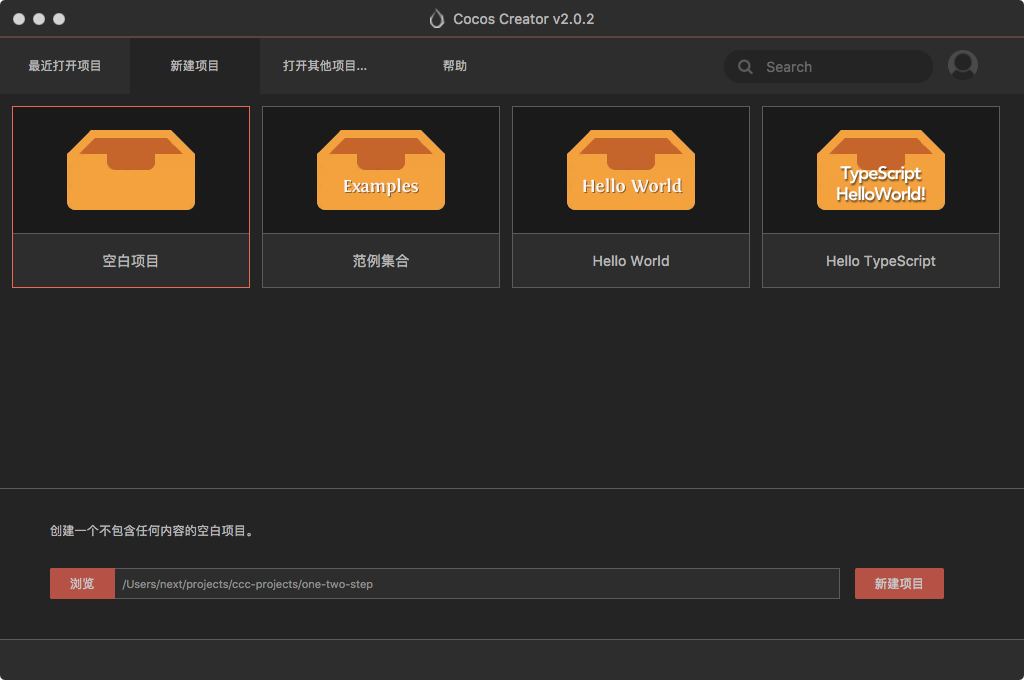 Cocos Creator v2.0.2
最近打开项目
新建项目
打开其他项目...
帮助
Search
Examples
Hello World
TypeScript
HelloWorld!
空白项目
范例集合
Hello World
Hello TypeScript
创建一个不包含任何内容的空白项目。
浏览
/Users/next/projects/ccc-projects/one-two-step
新建项目